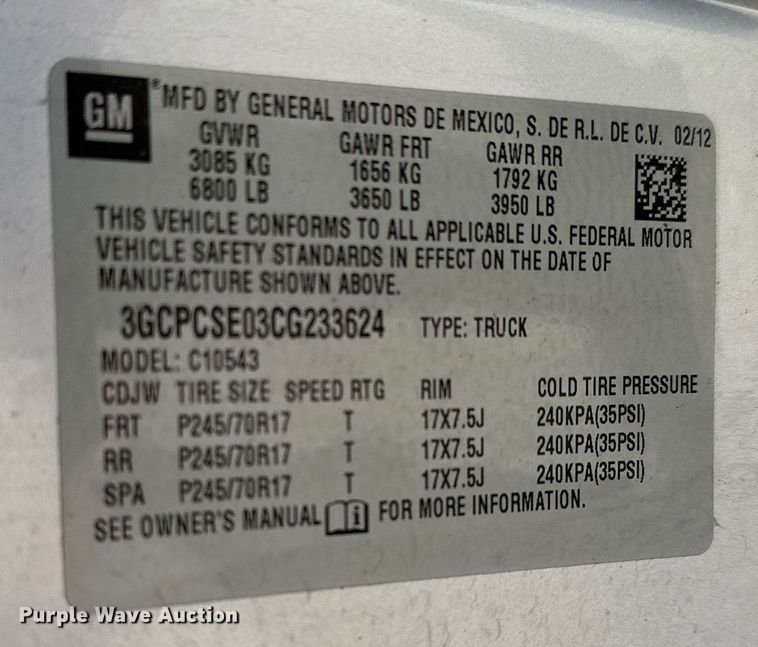 GM
® MFD BY GENERAL MOTORS DE MEXICO, S. DE R.L. DE C.V. 02/12
GVWR GAWR FRT GAWR RR
3085 KG 1656 KG 1792 KG
6800 LB 3650 LB 3950 LB
THIS VEHICLE CONFORMS TO ALL APPLICABLE U.S. FEDERAL MOTOR
VEHICLE SAFETY STANDARDS IN EFFECT ON THE DATE OF
MANUFACTURE SHOWN ABOVE.
3GCPCSE03CG233624 TYPE: TRUCK
MODEL: C10543
CDJW TIRE SIZE SPEED RTG RIM COLD TIRE PRESSURE
FRT P245/70R17 T 17X7.5J 240KPA(35PSI)
RR P245/70R17 T 17X7.5J 240KPA(35PSI)
SPA P245/70R17 T 17X7.5J 240KPA(35PSI)
SEE OWNER'S MANUAL i FOR MORE INFORMATION.
Purple Wave Auction